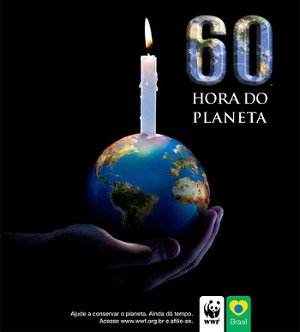 60
HORA DO
PLANETA
Ajude a conservar o planeta. Ainda dá tempo.
Acesse www.wwf.org.br e afilie-se.
WWF
Brasil